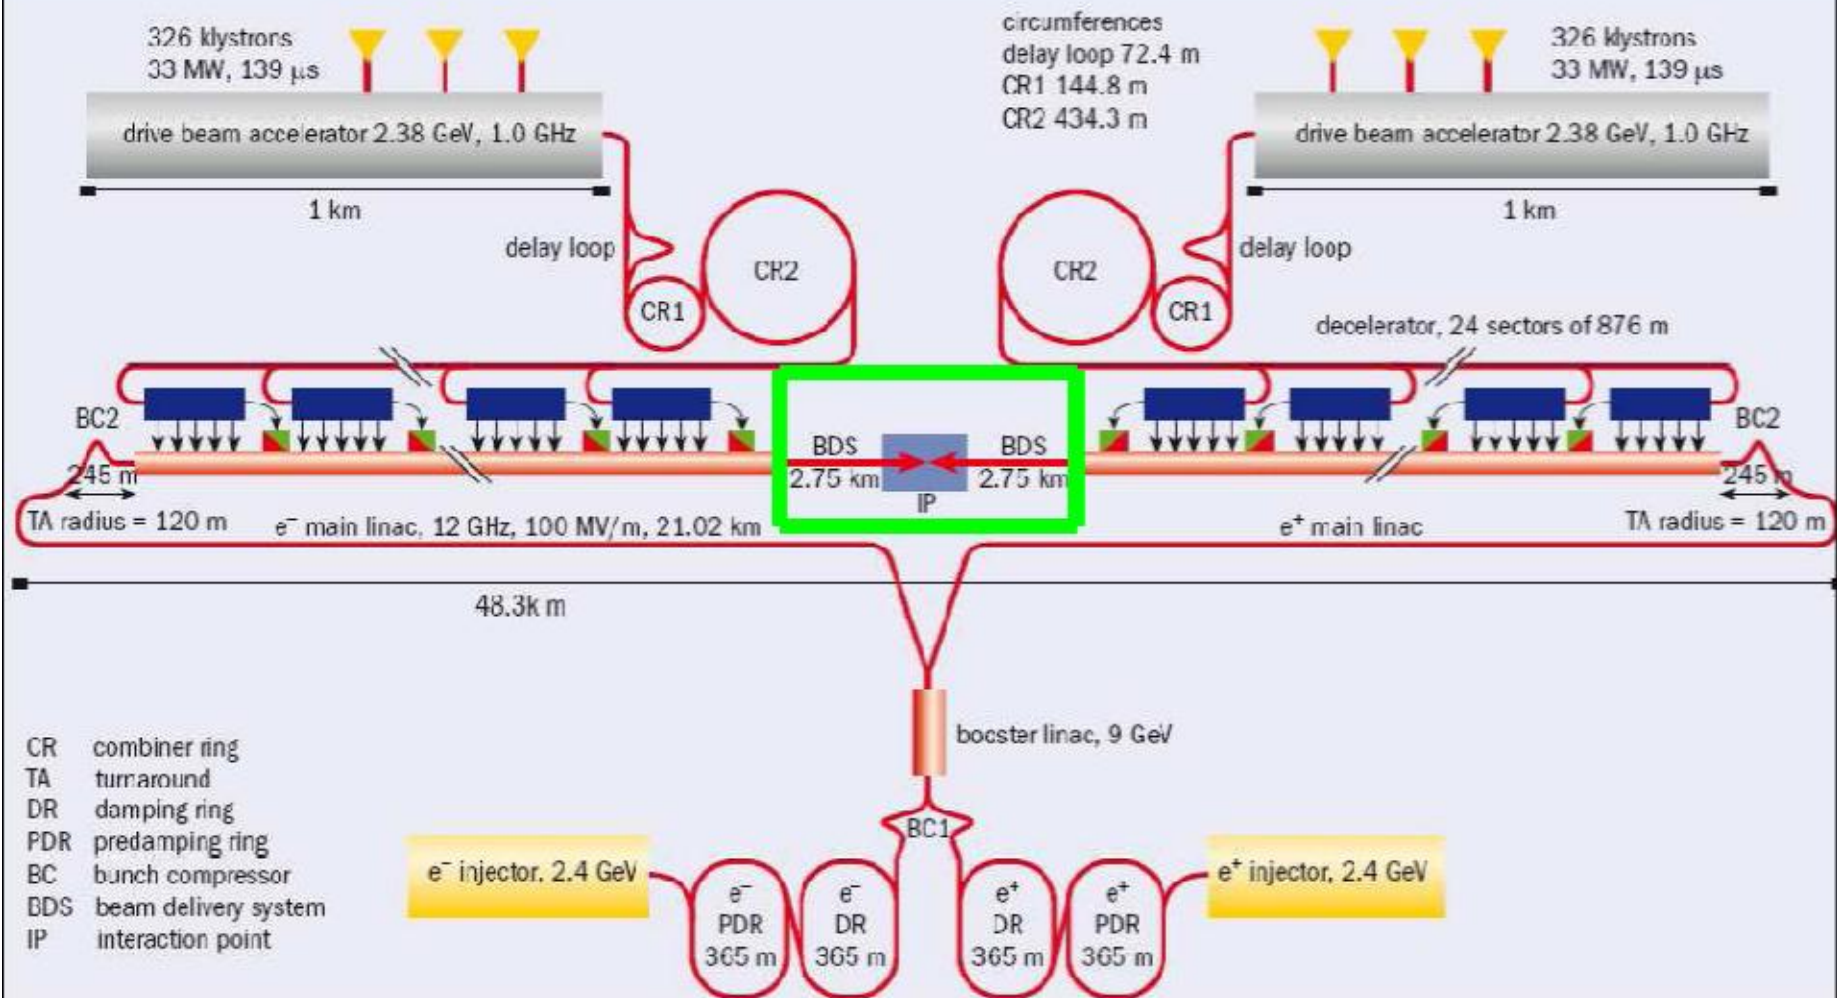 326 klystrons
33 MW, 139 μs
circumferences
delay loop 72.4 m
CR1 144.8 m
CR2 434.3 m
326 klystrons
33 MW, 139 μs
drive beam accelerator 2.38 GeV, 1.0 GHz
drive beam accelerator 2.38 GeV, 1.0 GHz
1 km
1 km
delay loop
CR2
CR2
delay loop
CR1
CR1
decelerator, 24 sectors of 876 m
BC2
BC2
BDS
2.75 km
BDS
2.75 km
IP
245 m
245 m
TA radius = 120 m
e⁻ main linac, 12 GHz, 100 MV/m, 21.02 km
e⁺ main linac
TA radius = 120 m
48.3k m
booster linac, 9 GeV
CR combiner ring
TA turnaround
DR damping ring
PDR predamping ring
BC bunch compressor
BDS beam delivery system
IP interaction point
BC1
e⁻ injector, 2.4 GeV
e⁻
PDR
365 m
e⁻
DR
365 m
e⁺
DR
365 m
e⁺
PDR
365 m
e⁺ injector, 2.4 GeV